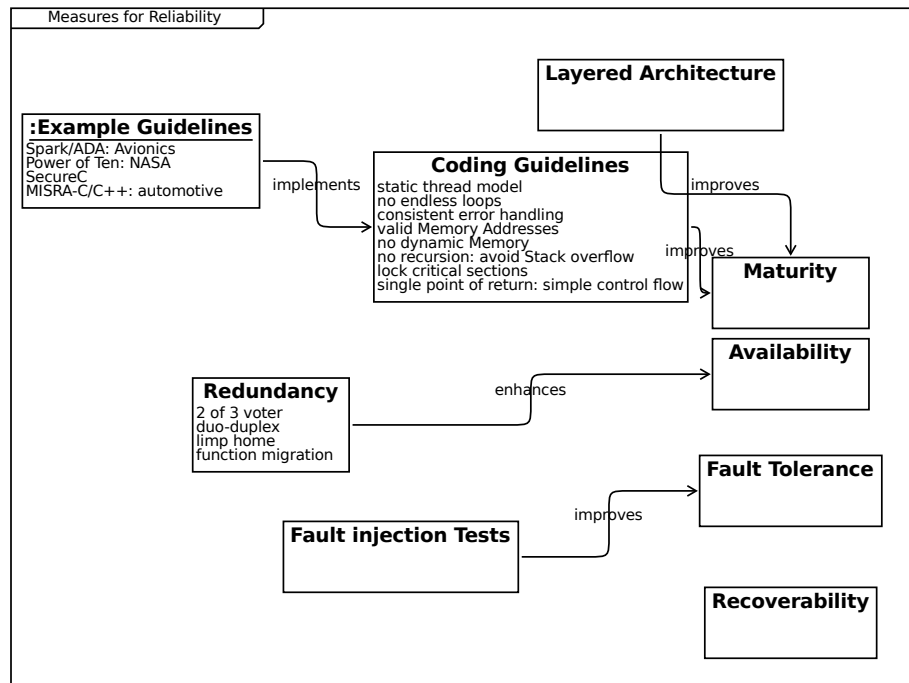 Measures for Reliability
Layered Architecture
:Example Guidelines
Spark/ADA: Avionics
Power of Ten: NASA
SecureC
MISRA-C/C++: automotive
implements
Coding Guidelines
static thread model
no endless loops
consistent error handling
valid Memory Addresses
no dynamic Memory
no recursion: avoid Stack overflow
lock critical sections
single point of return: simple control flow
improves
improves
Maturity
Availability
Redundancy
2 of 3 voter
duo-duplex
limp home
function migration
enhances
Fault Tolerance
Fault injection Tests
improves
Recoverability